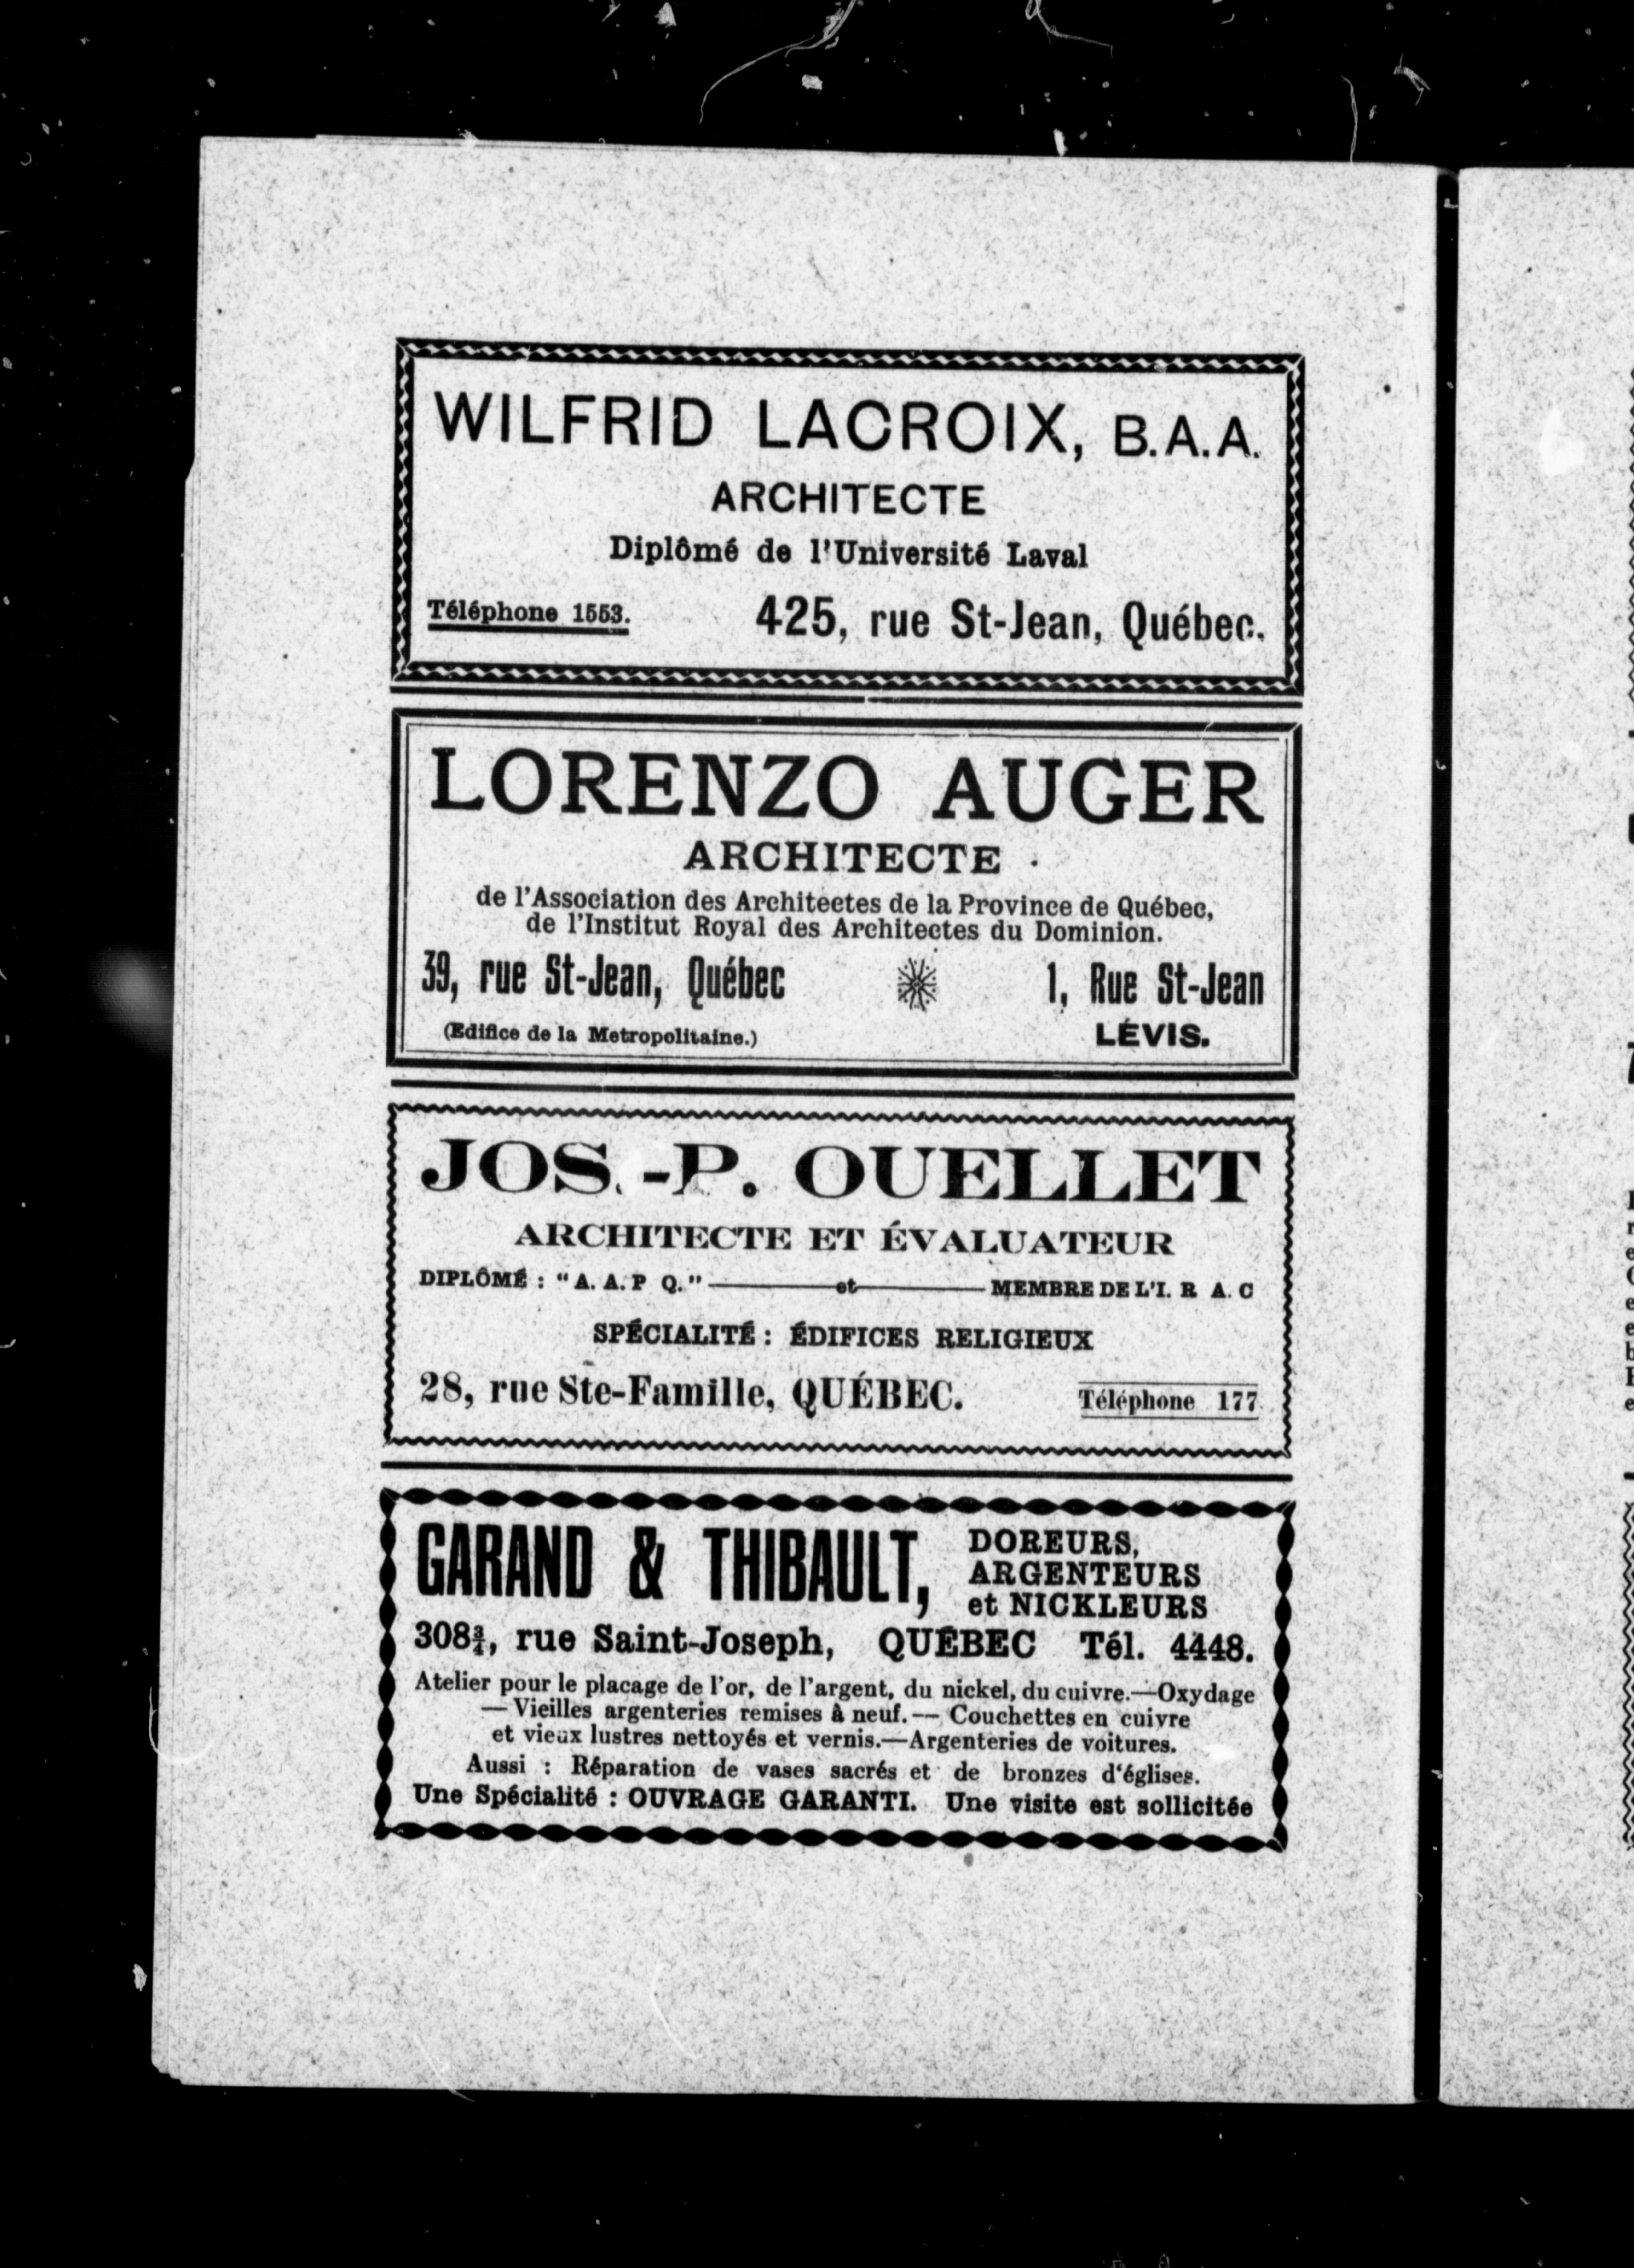 WILFRID LACROIX, B.A.A.
ARCHITECTE
Diplômé de l'Université Laval
Téléphone 1553. 425, rue St-Jean, Québec.
LORENZO AUGER
ARCHITECTE
de l'Association des Architectes de la Province de Québec,
de l'Institut Royal des Architectes du Dominion.
39, rue St-Jean, Québec 1, Rue St-Jean
(Edifice de la Metropolitaine.) LÉVIS.
JOS.-P. OUELLET
ARCHITECTE ET ÉVALUATEUR
DIPLÔMÉ : "A. A. P Q." — et — MEMBRE DE L'I. R A. C
SPÉCIALITÉ : ÉDIFICES RELIGIEUX
28, rue Ste-Famille, QUÉBEC. Téléphone 177
GARAND & THIBAULT, DOREURS,
ARGENTEURS
et NICKLEURS
308¾, rue Saint-Joseph, QUÉBEC Tél. 4448.
Atelier pour le placage de l'or, de l'argent, du nickel, du cuivre.—Oxydage
— Vieilles argenteries remises à neuf. — Couchettes en cuivre
et vieux lustres nettoyés et vernis.—Argenteries de voitures.
Aussi : Réparation de vases sacrés et de bronzes d'églises.
Une Spécialité : OUVRAGE GARANTI. Une visite est sollicitée